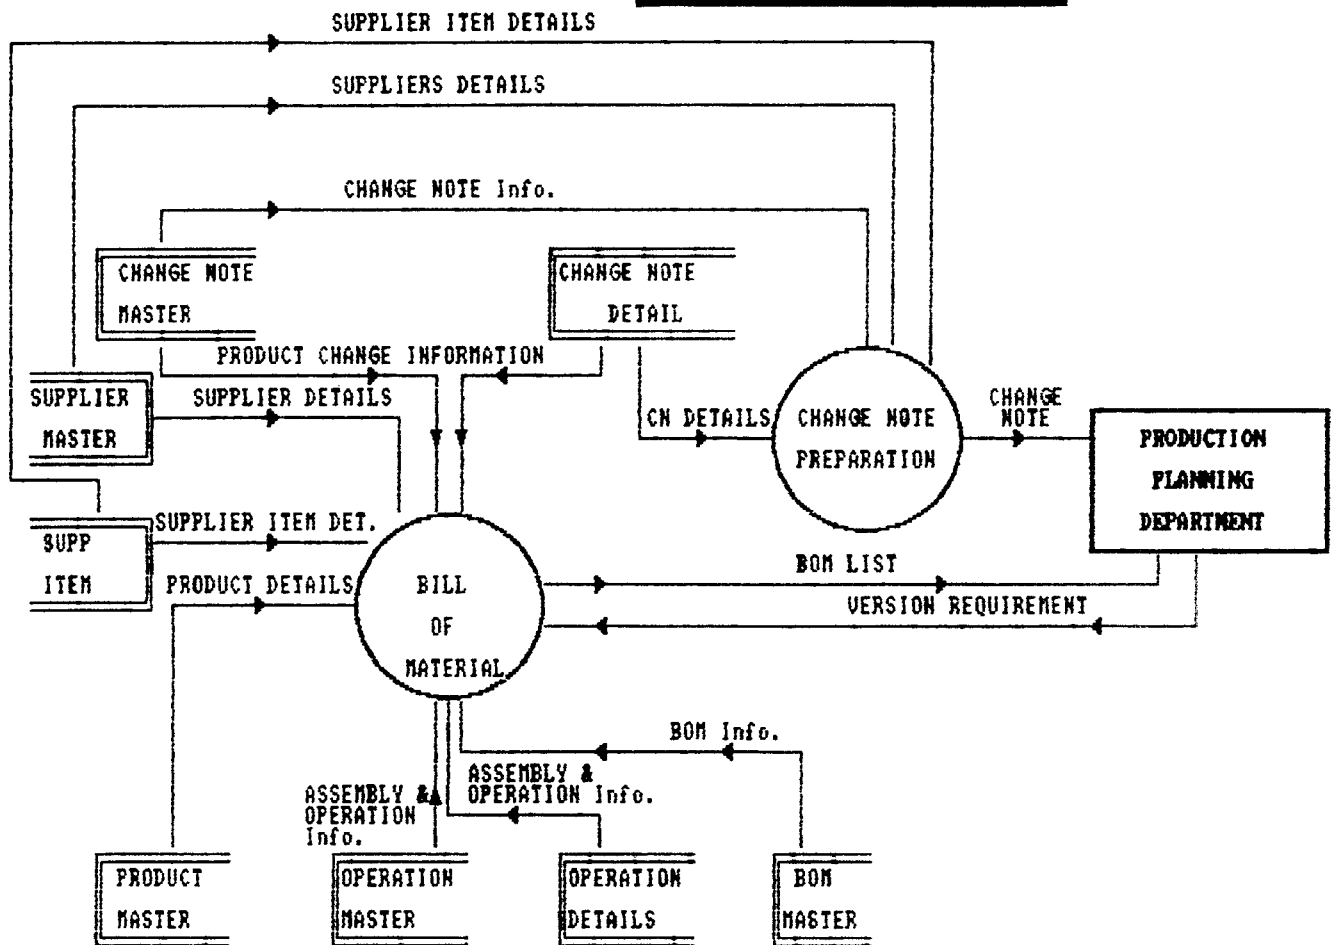 SUPPLIER ITEM DETAILS
SUPPLIERS DETAILS
CHANGE NOTE Info.
CHANGE NOTE
MASTER
CHANGE NOTE
DETAIL
PRODUCT CHANGE INFORMATION
SUPPLIER
MASTER
SUPPLIER DETAILS
CN DETAILS
CHANGE NOTE
PREPARATION
CHANGE
NOTE
PRODUCTION
PLANNING
DEPARTMENT
SUPP
ITEM
SUPPLIER ITEM DET.
PRODUCT DETAILS
BILL
OF
MATERIAL
BOM LIST
VERSION REQUIREMENT
BOM Info.
ASSEMBLY &
OPERATION Info.
ASSEMBLY &
OPERATION
Info.
PRODUCT
MASTER
OPERATION
MASTER
OPERATION
DETAILS
BOM
MASTER